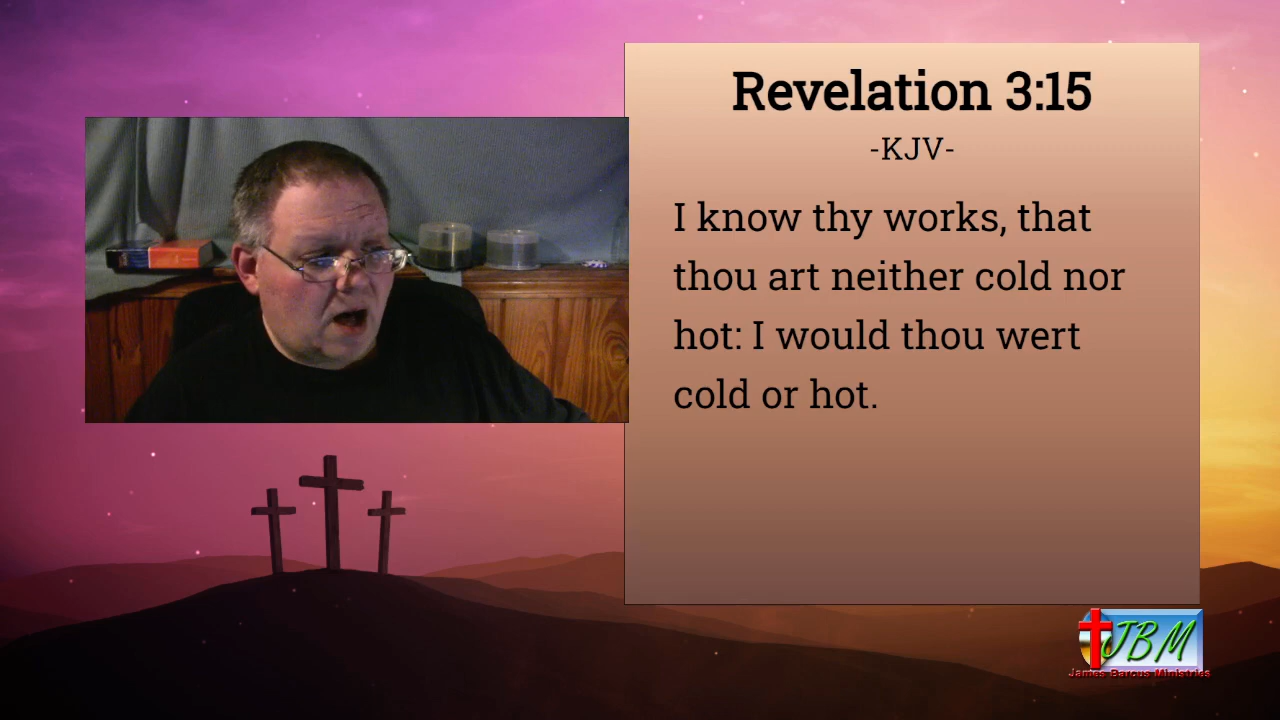 Revelation 3:15
-KJV-
I know thy works, that
thou art neither cold nor
hot: I would thou wert
cold or hot.
JBM
James Barcus Ministries